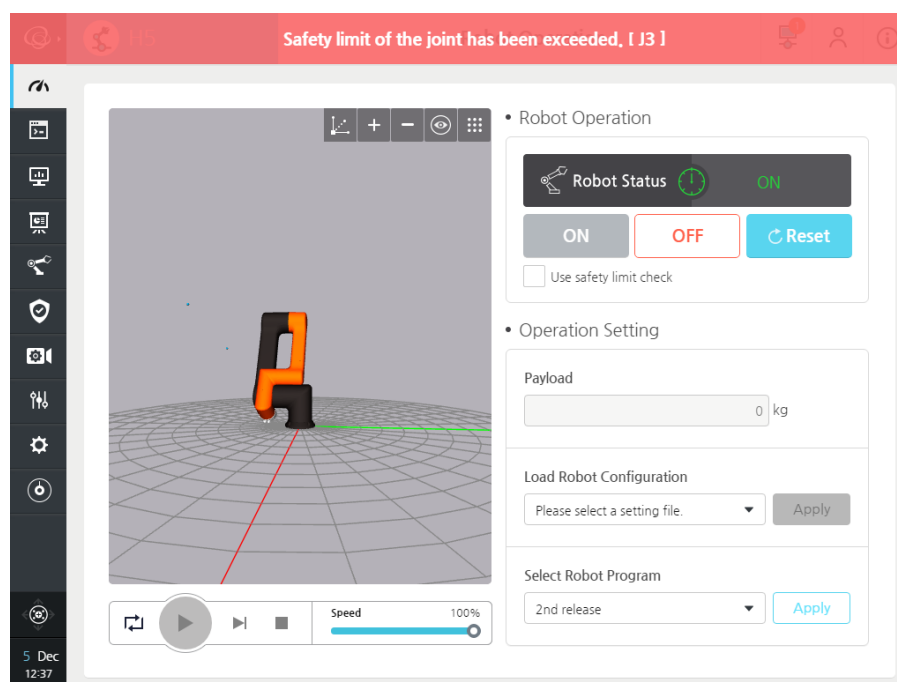 Safety limit of the joint has been exceeded, [ J3 ]
Robot Operation
Robot Status
ON
ON
OFF
Reset
Use safety limit check
Operation Setting
Payload
0 kg
Load Robot Configuration
Please select a setting file.
Apply
Select Robot Program
2nd release
Apply
Speed
100%
5 Dec
12:37